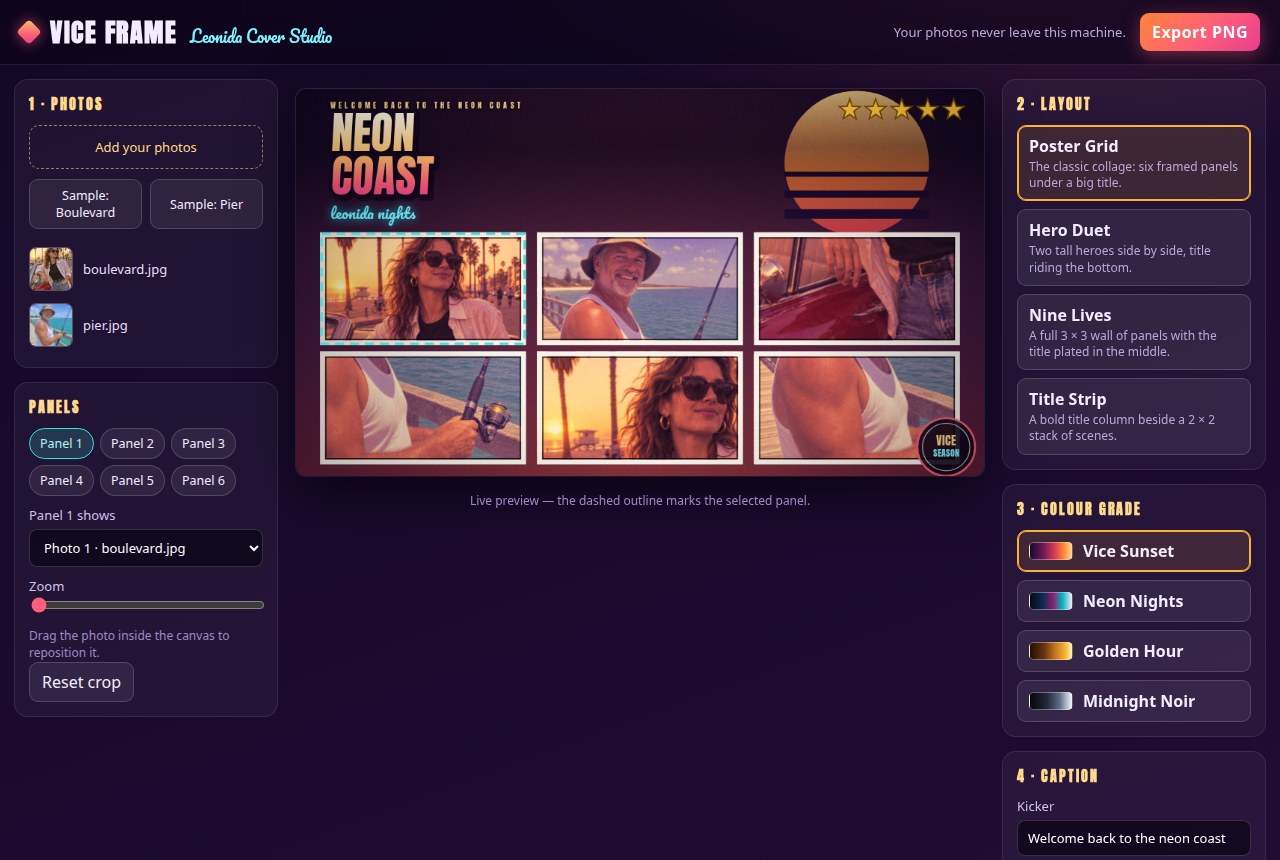 VICE FRAME
Leonida Cover Studio
Your photos never leave this machine.
Export PNG
1 · PHOTOS
Add your photos
Sample:
Boulevard
Sample: Pier
boulevard.jpg
pier.jpg
PANELS
Panel 1
Panel 2
Panel 3
Panel 4
Panel 5
Panel 6
Panel 1 shows
Photo 1 · boulevard.jpg
Zoom
Drag the photo inside the canvas to
reposition it.
Reset crop
WELCOME BACK TO THE NEON COAST
NEON
COAST
leonida nights
VICE
SEASON
Live preview — the dashed outline marks the selected panel.
2 · LAYOUT
Poster Grid
The classic collage: six framed panels
under a big title.
Hero Duet
Two tall heroes side by side, title
riding the bottom.
Nine Lives
A full 3 × 3 wall of panels with the
title plated in the middle.
Title Strip
A bold title column beside a 2 × 2
stack of scenes.
3 · COLOUR GRADE
Vice Sunset
Neon Nights
Golden Hour
Midnight Noir
4 · CAPTION
Kicker
Welcome back to the neon coast